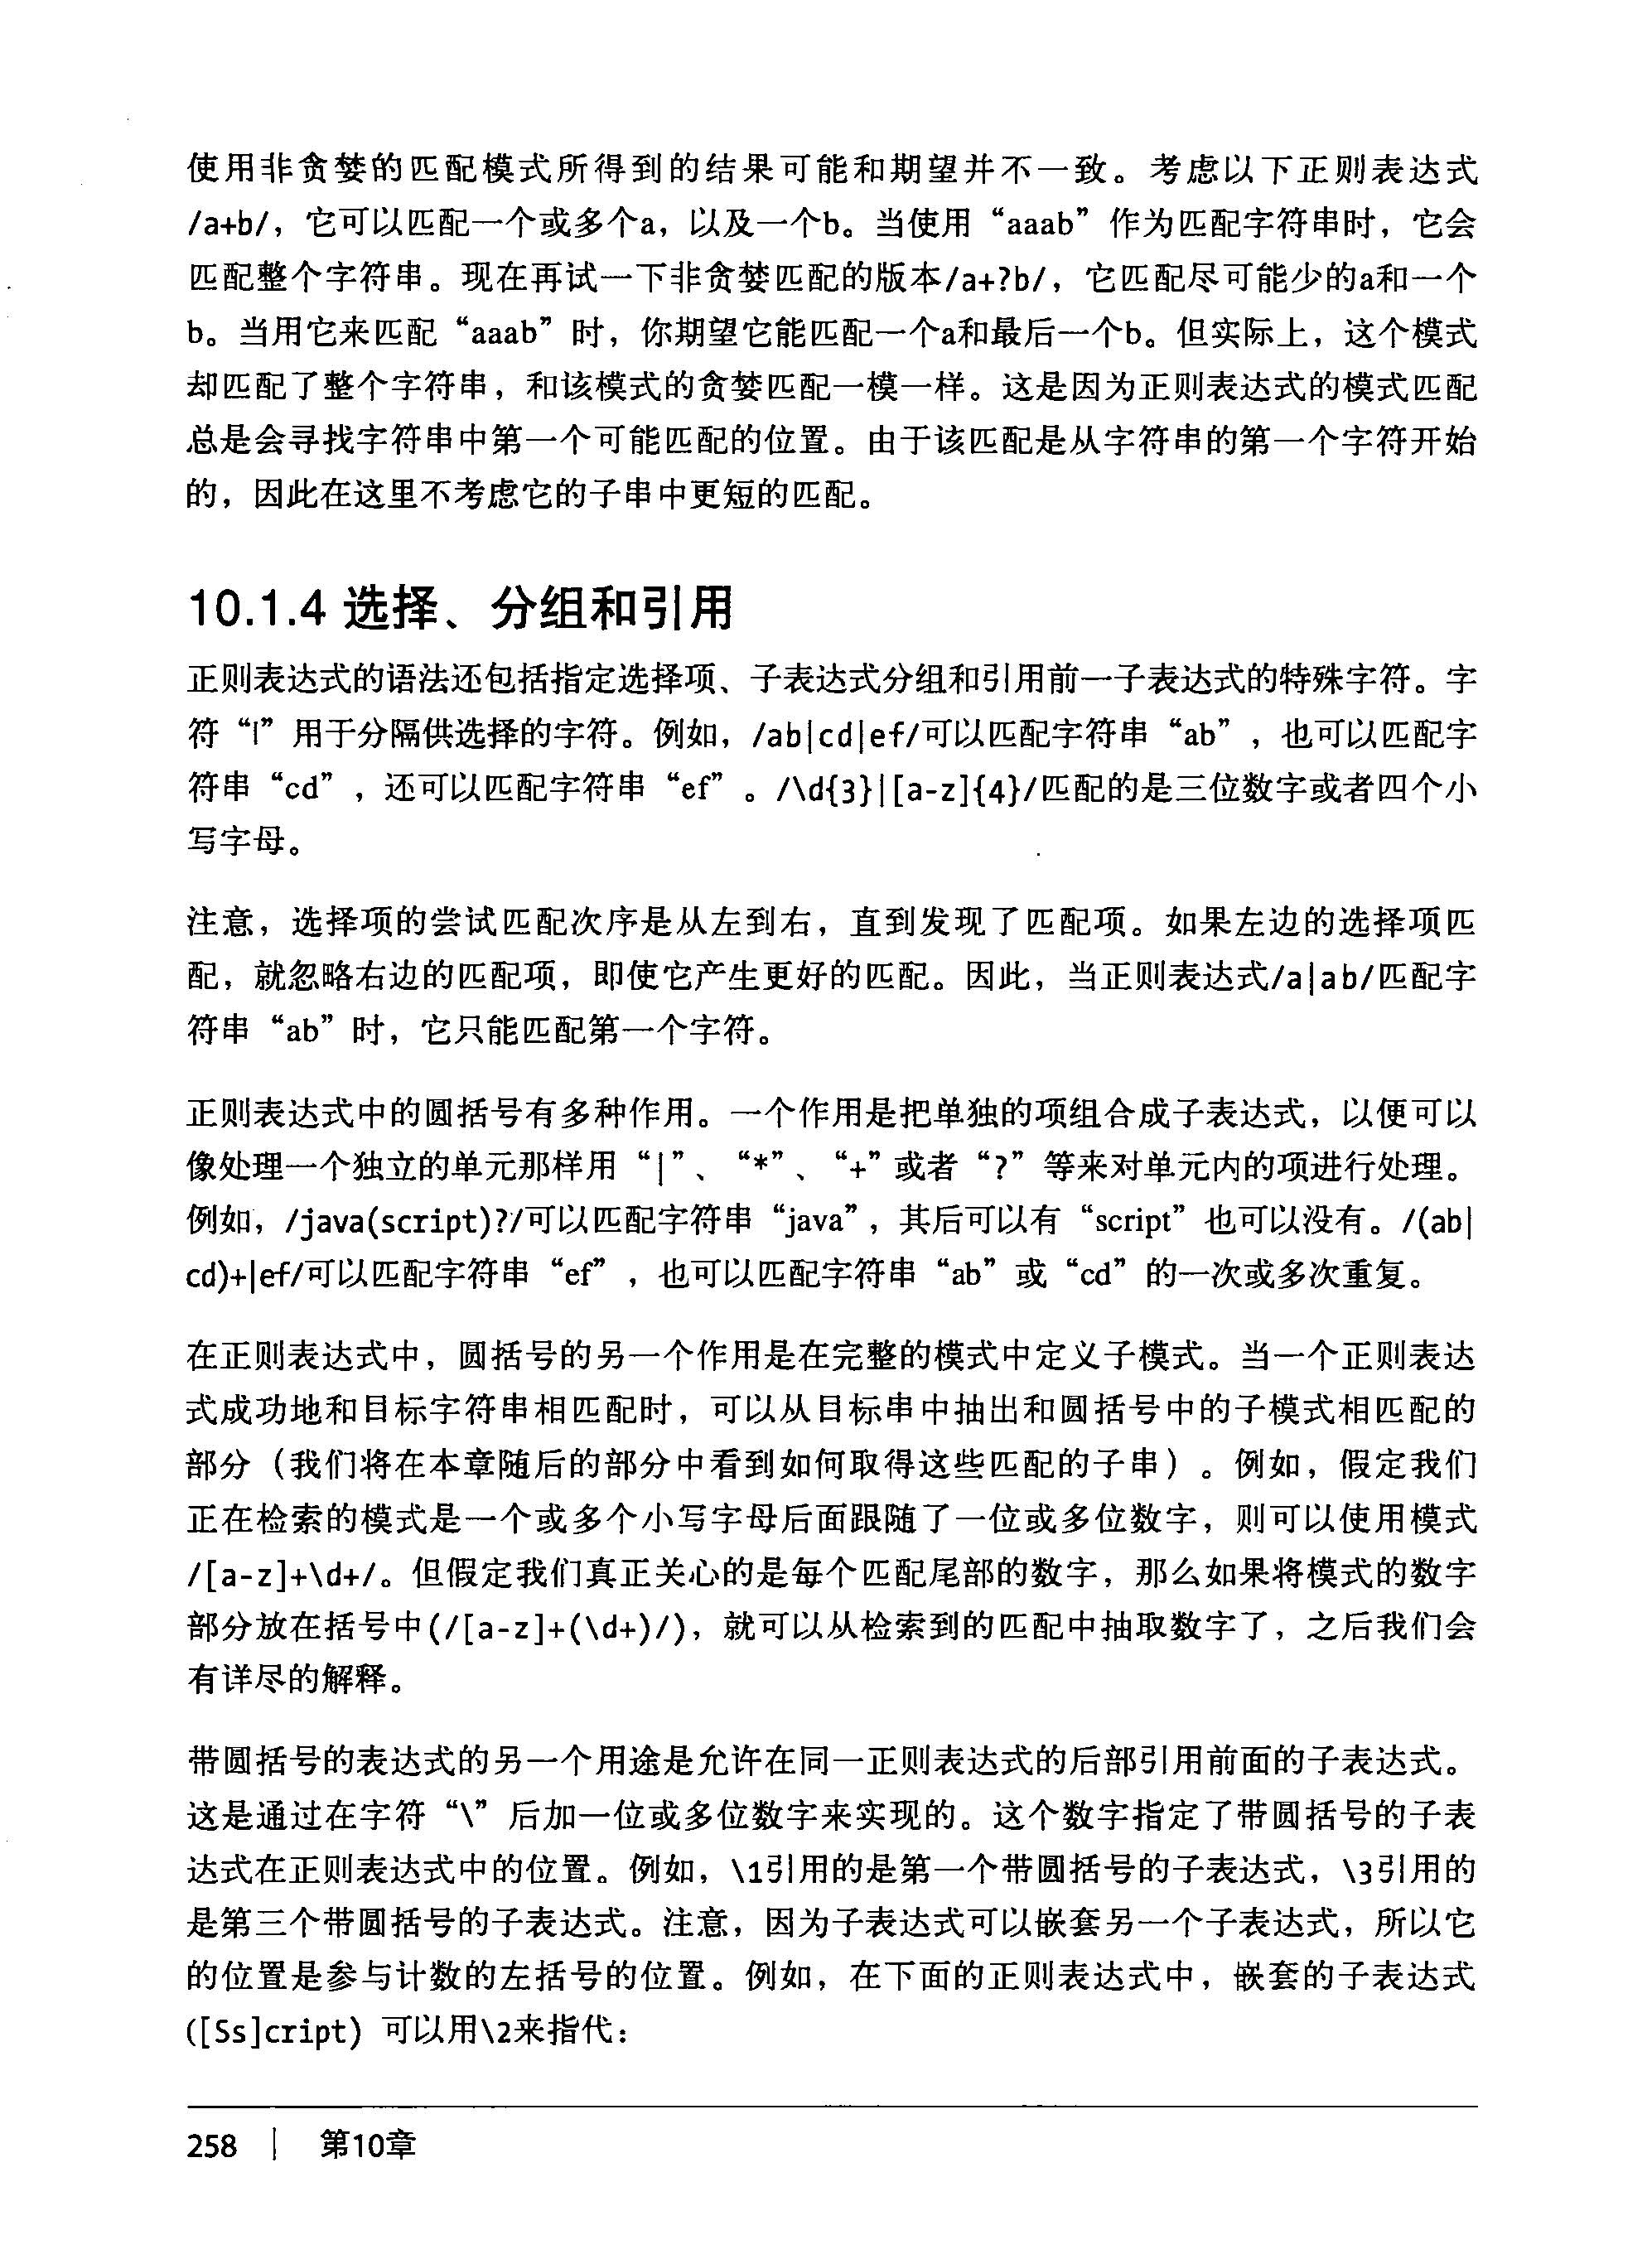 使用非贪婪的匹配模式所得到的结果可能和期望并不一致。考虑以下正则表达式
/a+b/，它可以匹配一个或多个a，以及一个b。当使用“aaab”作为匹配字符串时，它会
匹配整个字符串。现在再试一下非贪婪匹配的版本/a+?b/，它匹配尽可能少的a和一个
b。当用它来匹配“aaab”时，你期望它能匹配一个a和最后一个b。但实际上，这个模式
却匹配了整个字符串，和该模式的贪婪匹配一模一样。这是因为正则表达式的模式匹配
总是会寻找字符串中第一个可能匹配的位置。由于该匹配是从字符串的第一个字符开始
的，因此在这里不考虑它的子串中更短的匹配。
10.1.4 选择、分组和引用
正则表达式的语法还包括指定选择项、子表达式分组和引用前一子表达式的特殊字符。字
符“|”用于分隔供选择的字符。例如，/ab|cd|ef/可以匹配字符串“ab”，也可以匹配字
符串“cd”，还可以匹配字符串“ef”。/\d{3}|[a-z]{4}/匹配的是三位数字或者四个小
写字母。
注意，选择项的尝试匹配次序是从左到右，直到发现了匹配项。如果左边的选择项匹
配，就忽略右边的匹配项，即使它产生更好的匹配。因此，当正则表达式/a|ab/匹配字
符串“ab”时，它只能匹配第一个字符。
正则表达式中的圆括号有多种作用。一个作用是把单独的项组合成子表达式，以便可以
像处理一个独立的单元那样用“|”、“*”、“+”或者“?”等来对单元内的项进行处理。
例如，/java(script)?/可以匹配字符串“java”，其后可以有“script”也可以没有。/(ab|
cd)+|ef/可以匹配字符串“ef”，也可以匹配字符串“ab”或“cd”的一次或多次重复。
在正则表达式中，圆括号的另一个作用是在完整的模式中定义子模式。当一个正则表达
式成功地和目标字符串相匹配时，可以从目标串中抽出和圆括号中的子模式相匹配的
部分（我们将在本章随后的部分中看到如何取得这些匹配的子串）。例如，假定我们
正在检索的模式是一个或多个小写字母后面跟随了一位或多位数字，则可以使用模式
/[a-z]+\d+/。但假定我们真正关心的是每个匹配尾部的数字，那么如果将模式的数字
部分放在括号中(/[a-z]+(\d+)/)，就可以从检索到的匹配中抽取数字了，之后我们会
有详尽的解释。
带圆括号的表达式的另一个用途是允许在同一正则表达式的后部引用前面的子表达式。
这是通过在字符“\”后加一位或多位数字来实现的。这个数字指定了带圆括号的子表
达式在正则表达式中的位置。例如，\1引用的是第一个带圆括号的子表达式，\3引用的
是第三个带圆括号的子表达式。注意，因为子表达式可以嵌套另一个子表达式，所以它
的位置是参与计数的左括号的位置。例如，在下面的正则表达式中，嵌套的子表达式
([Ss]cript) 可以用\2来指代：
258 | 第10章